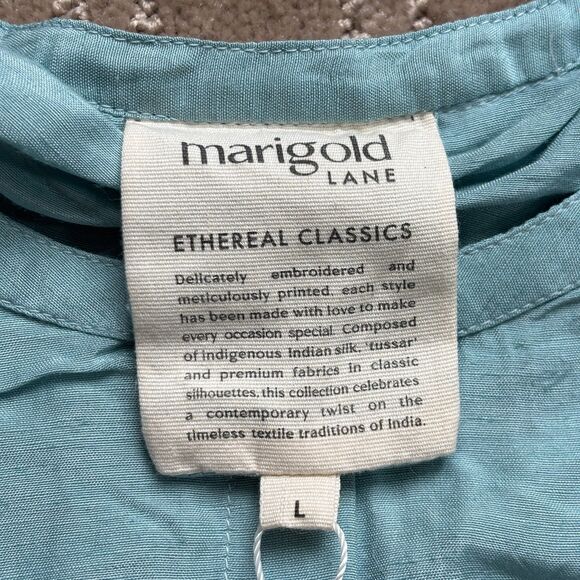 marigold
LANE
ETHEREAL CLASSICS
Delicately embroidered and
meticulously printed, each style
has been made with love to make
every occasion special. Composed
of indigenous Indian silk, 'tussar'
and premium fabrics in classic
silhouettes, this collection celebrates
a contemporary twist on the
timeless textile traditions of India.
L